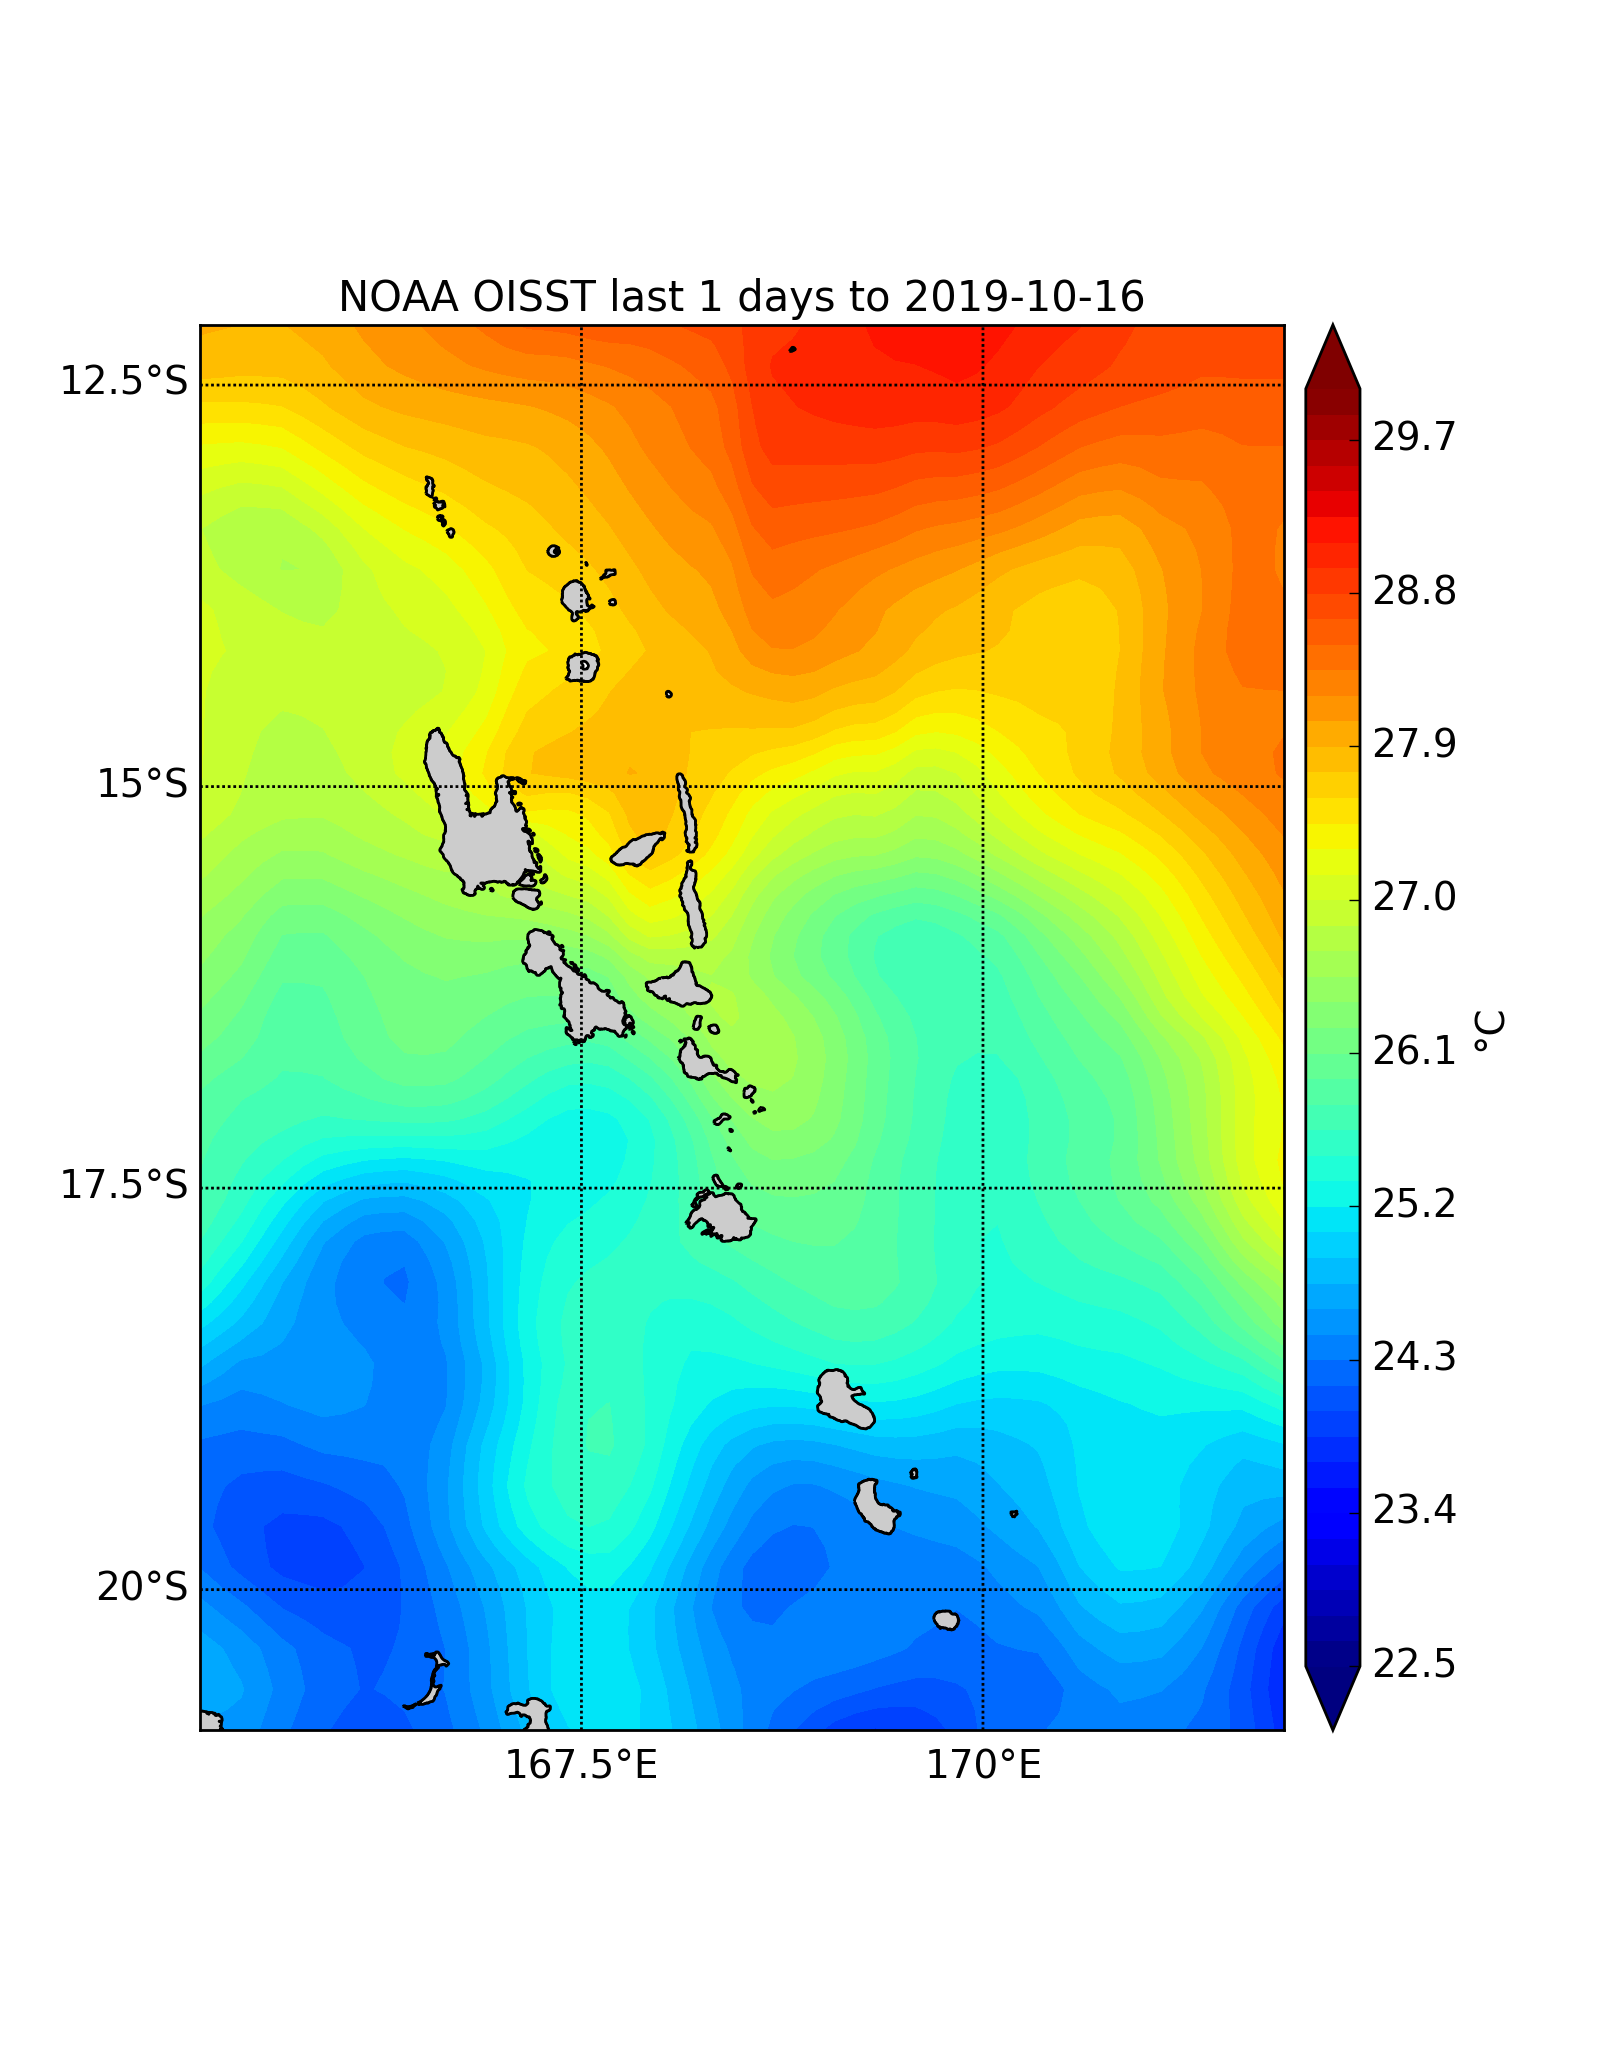 NOAA OISST last 1 days to 2019-10-16
12.5°S
15°S
17.5°S
20°S
167.5°E
170°E
29.7
28.8
27.9
27.0
26.1
25.2
24.3
23.4
22.5
°C